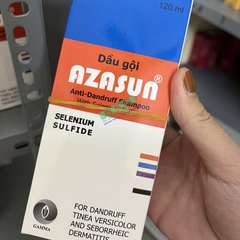 120 ml
Dầu gội
AZASUN®
Anti-Dandruff Shampoo
SELENIUM
SULFIDE
GAMMA
FOR DANDRUFF
TINEA VERSICOLOR
AND SEBORRHEIC
DERMATITIS